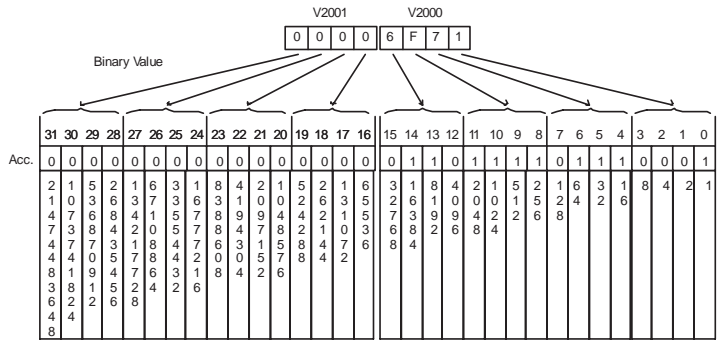 V2001 V2000
0 0 0 0 6 F 7 1
Binary Value
31 30 29 28 27 26 25 24 23 22 21 20 19 18 17 16 15 14 13 12 11 10 9 8 7 6 5 4 3 2 1 0
Acc. 0 0 0 0 0 0 0 0 0 0 0 0 0 0 0 0 0 1 1 0 1 1 1 1 0 1 1 1 0 0 0 1
21474483648 1073741824 536870912 268435456 134217728 67108864 33554432 16777216 8388608 4194304 2097152 1048576 524288 262144 131072 65536 32768 16384 8192 4096 2048 1024 512 256 128 64 32 16 8 4 2 1